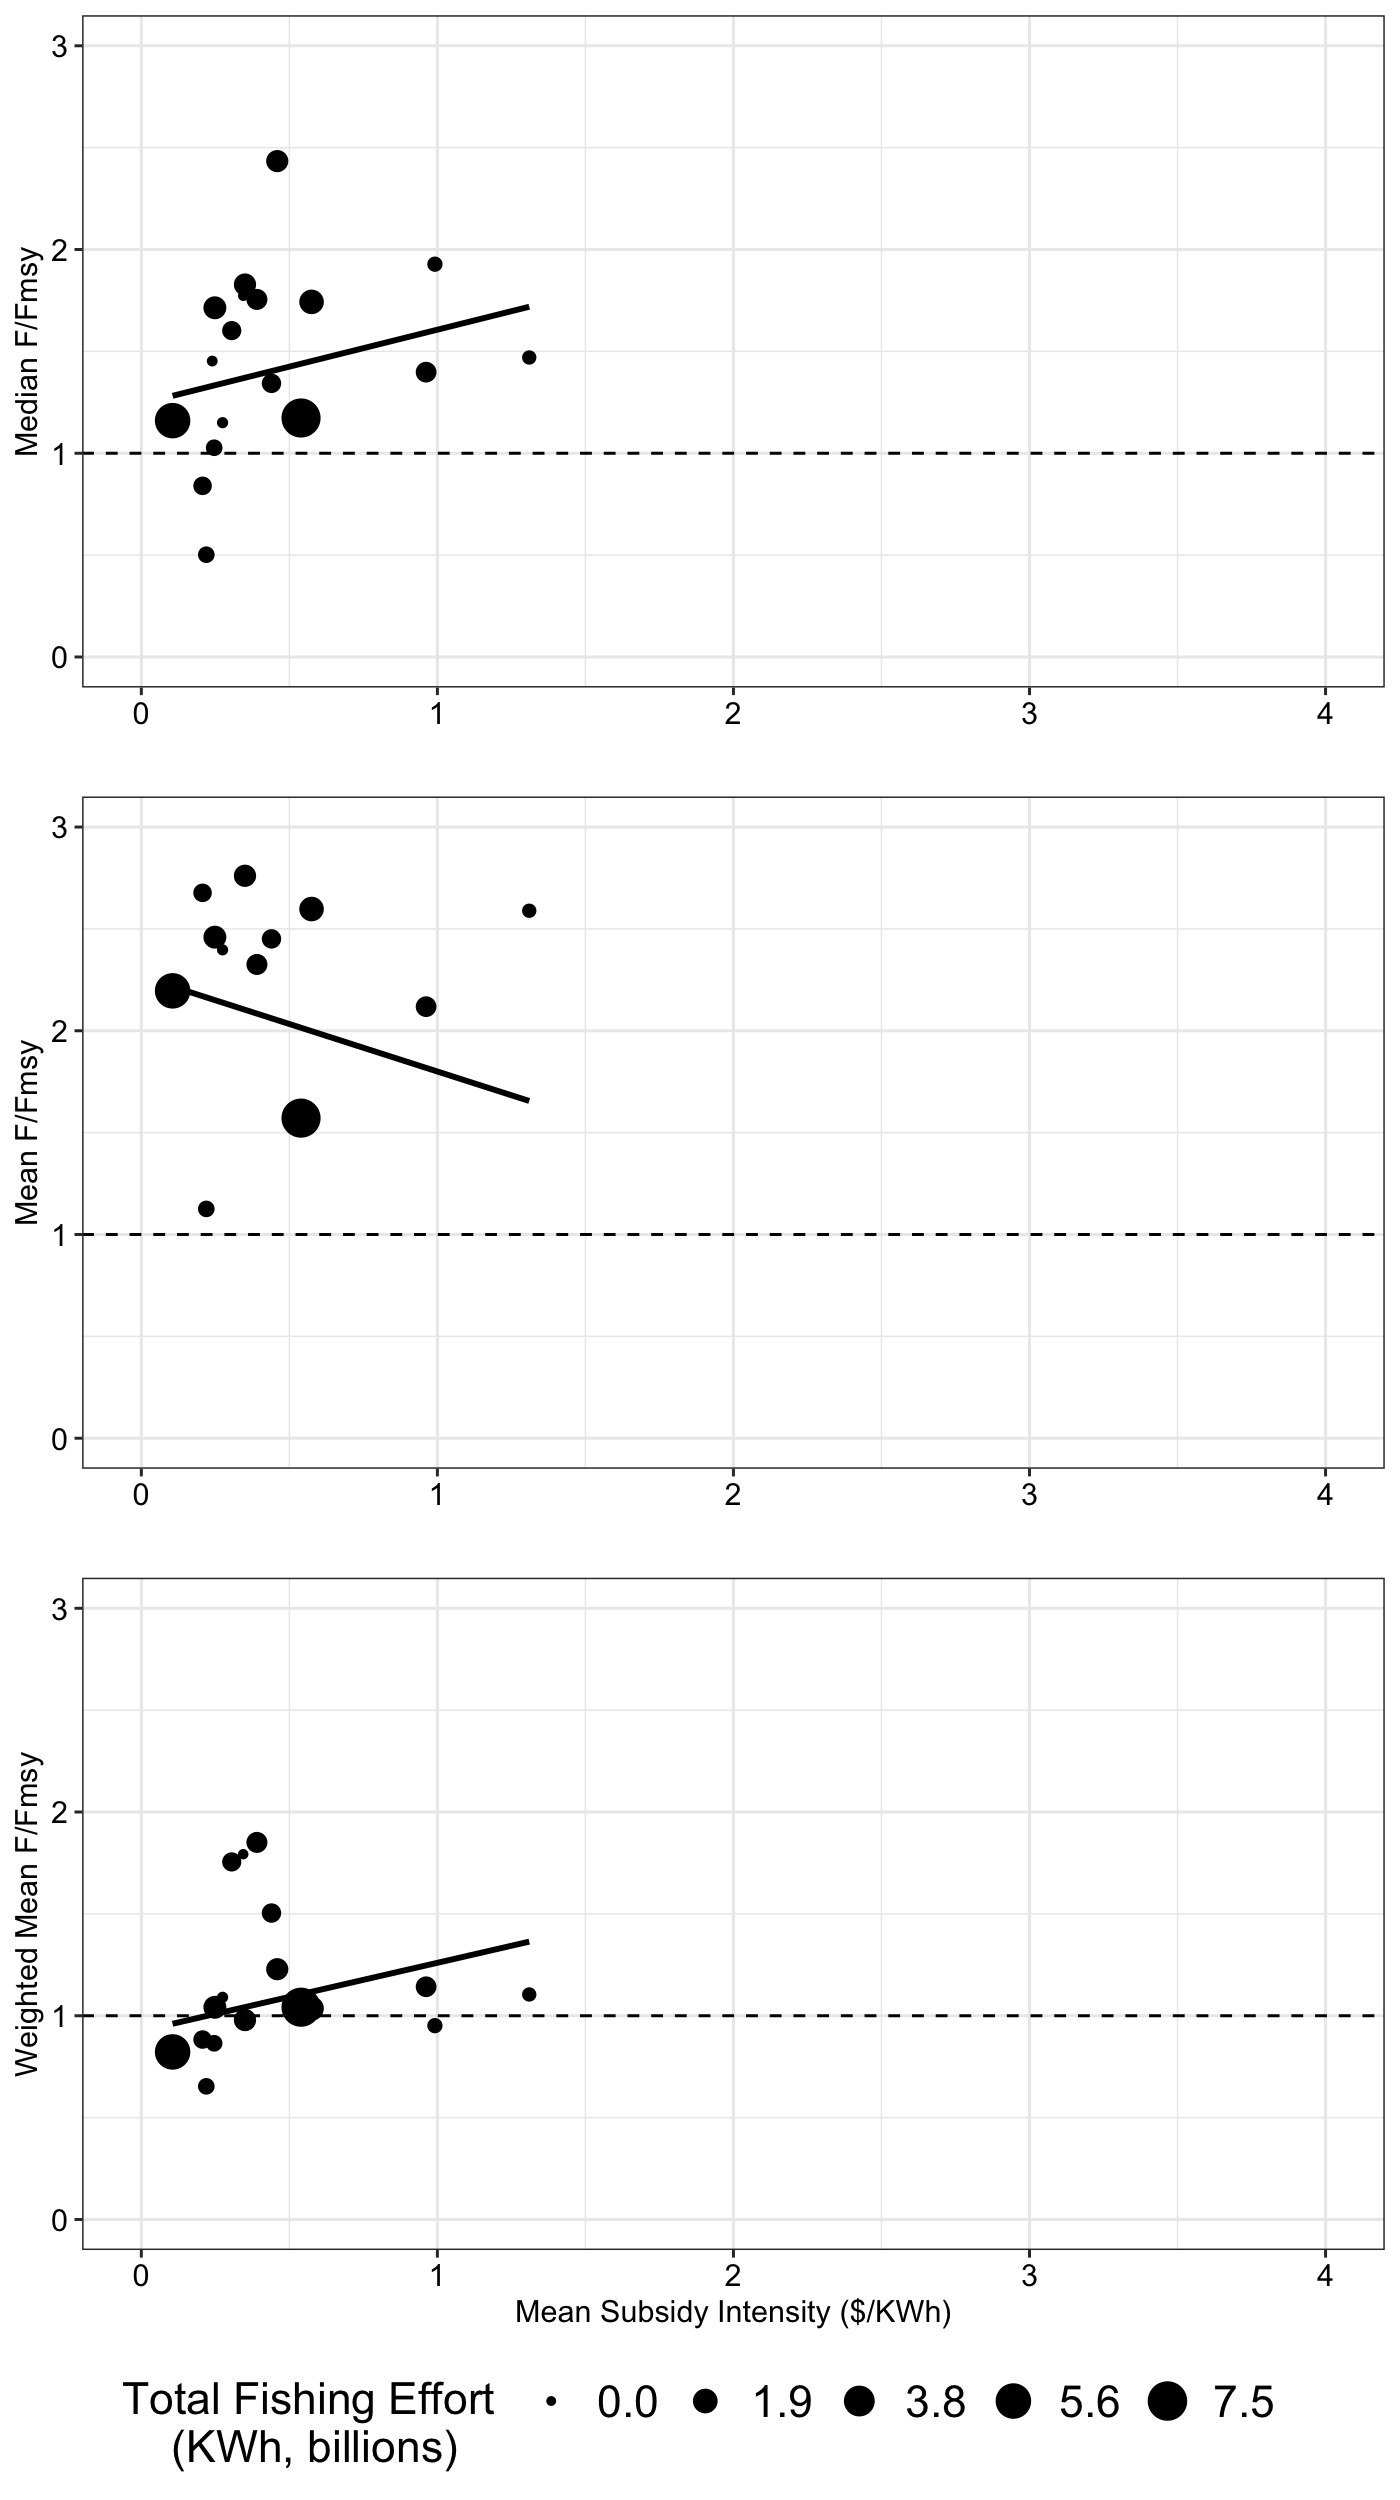 3
2
1
0
Median F/Fmsy
0 1 2 3 4
3
2
1
0
Mean F/Fmsy
0 1 2 3 4
3
2
1
0
Weighted Mean F/Fmsy
0 1 2 3 4
Mean Subsidy Intensity ($/KWh)
Total Fishing Effort
(KWh, billions)
0.0 1.9 3.8 5.6 7.5